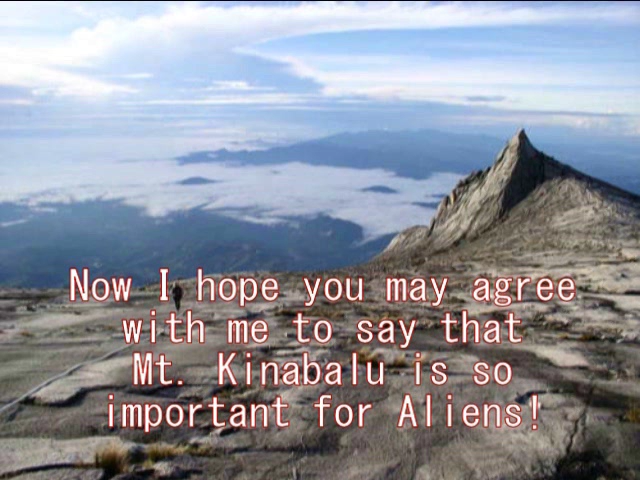 Now I hope you may agree
with me to say that
Mt. Kinabalu is so
important for Aliens!